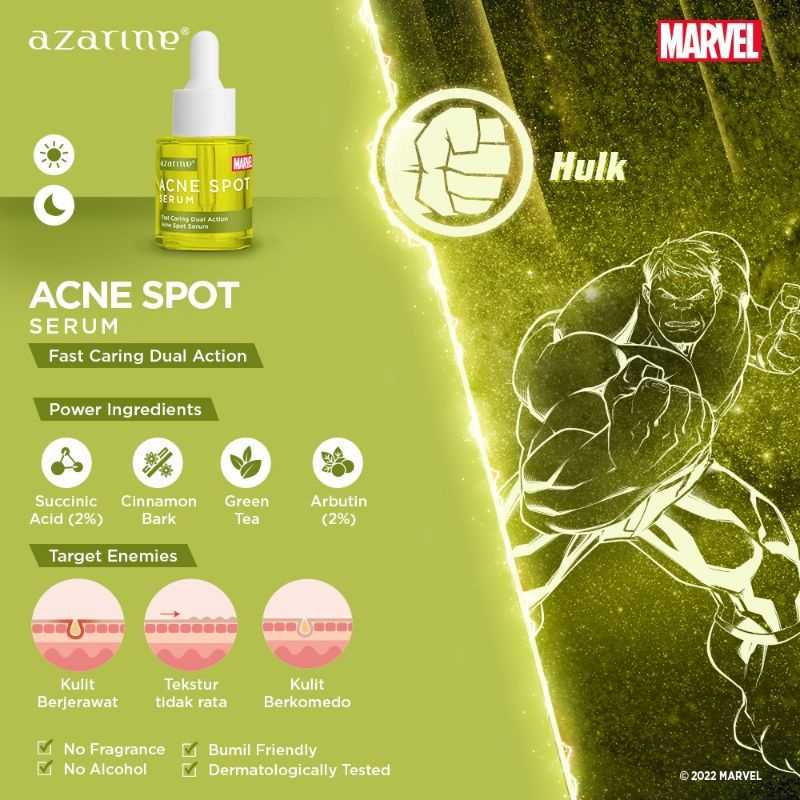 azarine®
MARVEL
Hulk
azarine®
MARVEL
ACNE SPOT
SERUM
Fast Caring Dual Action
Acne Spot Serum
ACNE SPOT
SERUM
Fast Caring Dual Action
Power Ingredients
Succinic
Acid (2%)
Cinnamon
Bark
Green
Tea
Arbutin
(2%)
Target Enemies
Kulit
Berjerawat
Tekstur
tidak rata
Kulit
Berkomedo
No Fragrance
Bumil Friendly
No Alcohol
Dermatologically Tested
© 2022 MARVEL